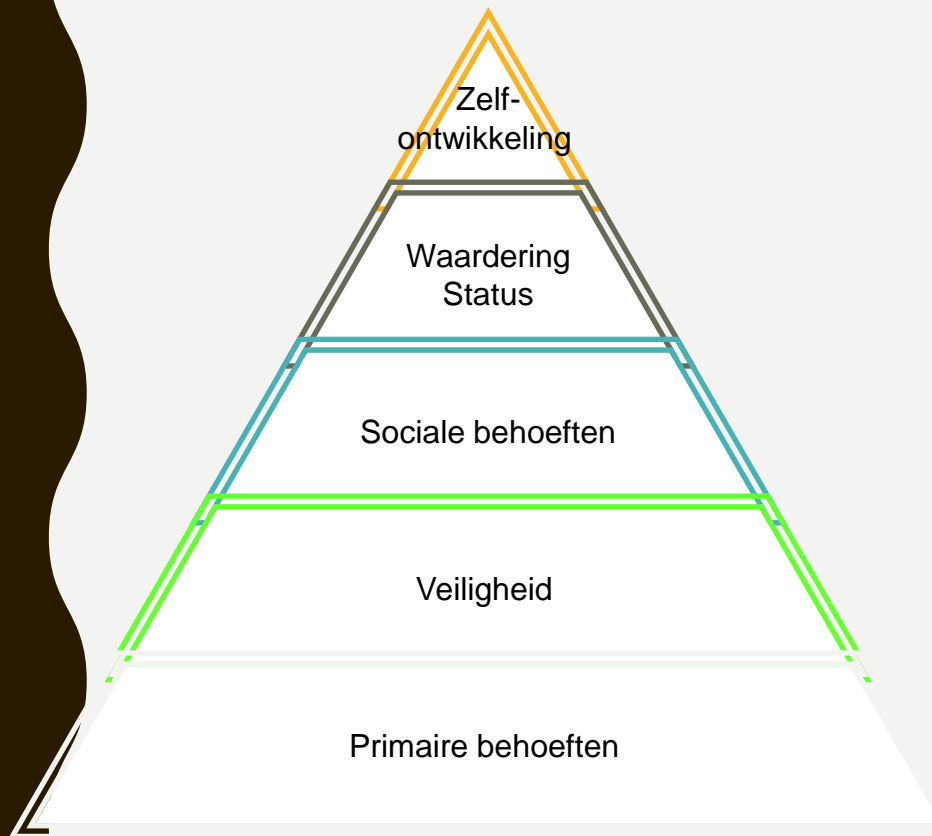 Zelf-
ontwikkeling
Waardering
Status
Sociale behoeften
Veiligheid
Primaire behoeften